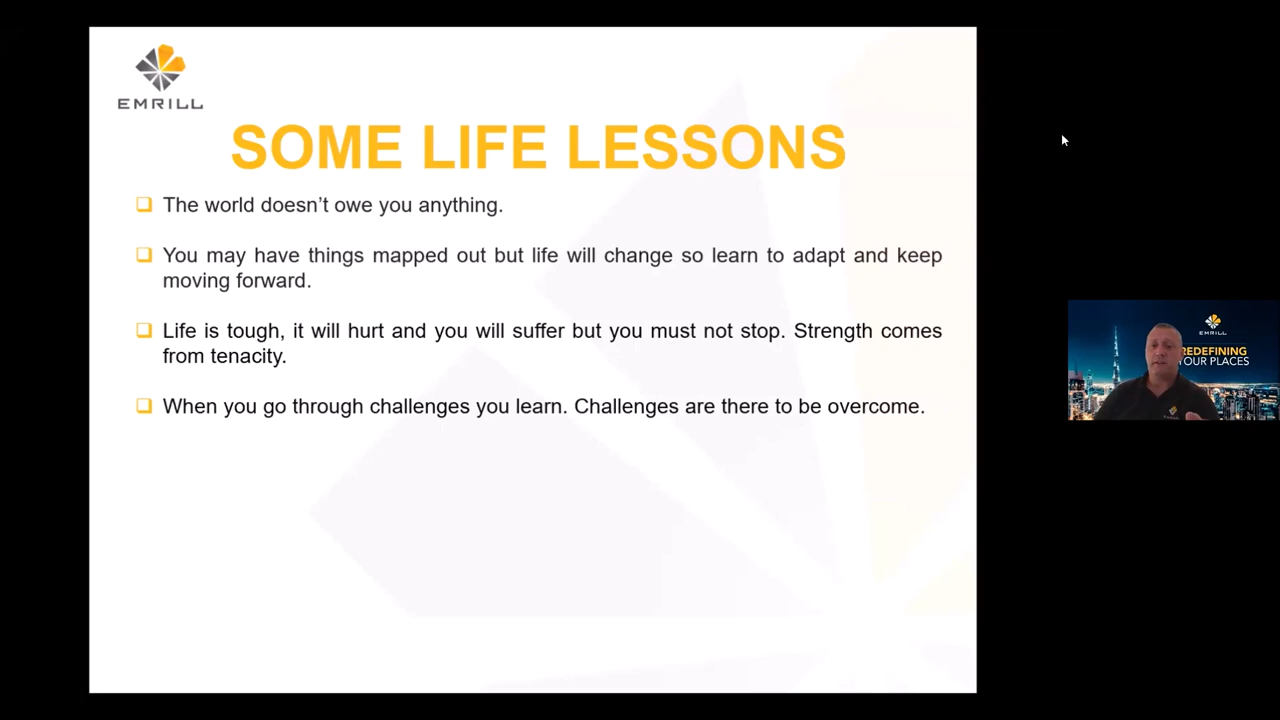 EMRILL
SOME LIFE LESSONS
The world doesn’t owe you anything.
You may have things mapped out but life will change so learn to adapt and keep
moving forward.
Life is tough, it will hurt and you will suffer but you must not stop. Strength comes
from tenacity.
When you go through challenges you learn. Challenges are there to be overcome.
EMRILL
REDEFINING
YOUR PLACES